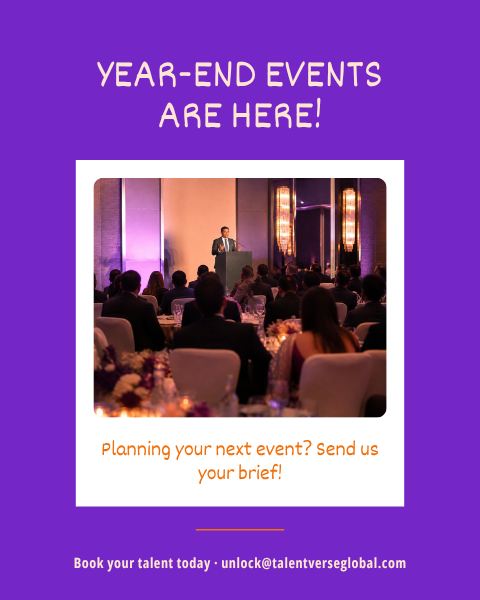 YEAR-END EVENTS
ARE HERE!
Planning your next event? Send us
your brief!
Book your talent today · unlock@talentverseglobal.com